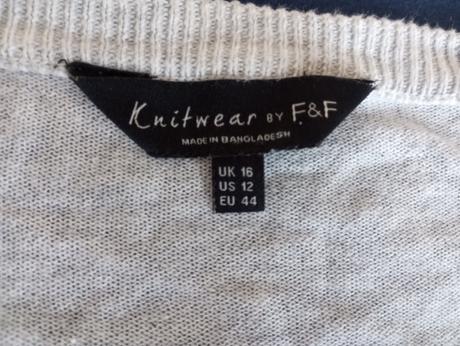 Knitwear BY F&F
MADE IN BANGLADESH
UK 16
US 12
EU 44